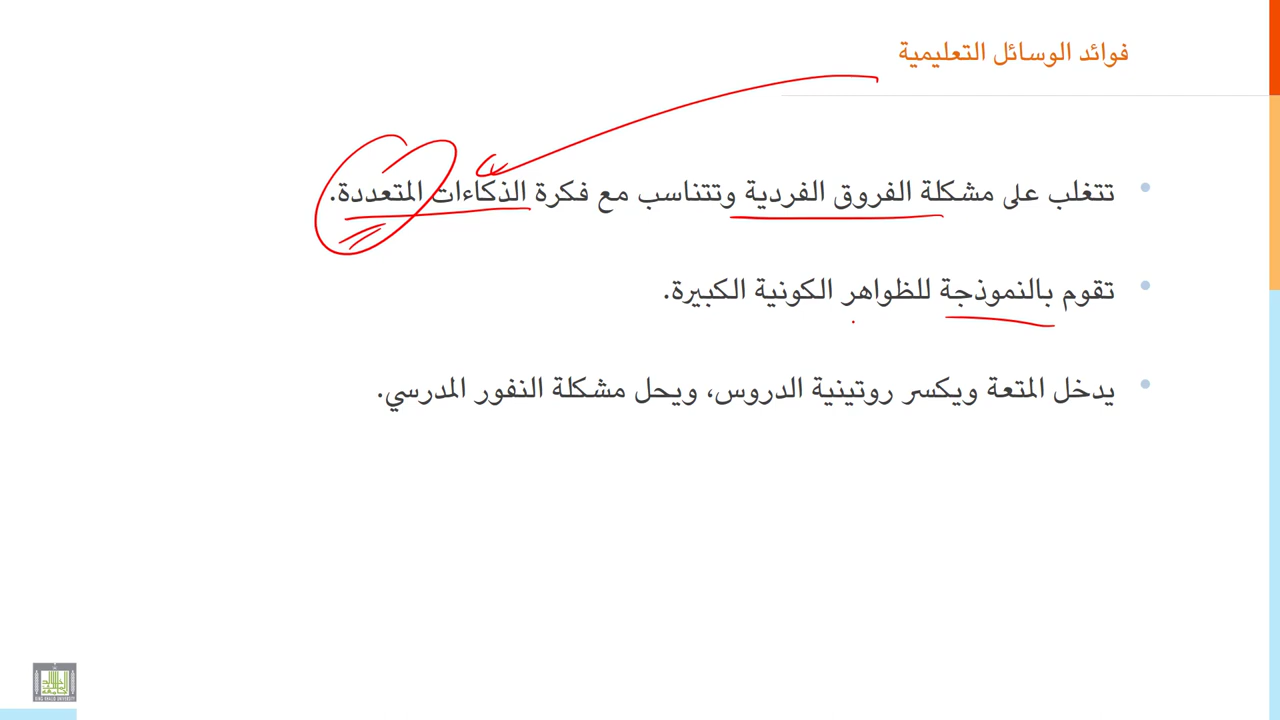 فوائد الوسائل التعليمية
تتغلب على مشكلة الفروق الفردية وتتناسب مع فكرة الذكاءات المتعددة.
تقوم بالنموذجة للظواهر الكونية الكبيرة.
يدخل المتعة ويكسر روتينية الدروس، ويحل مشكلة النفور المدرسي.